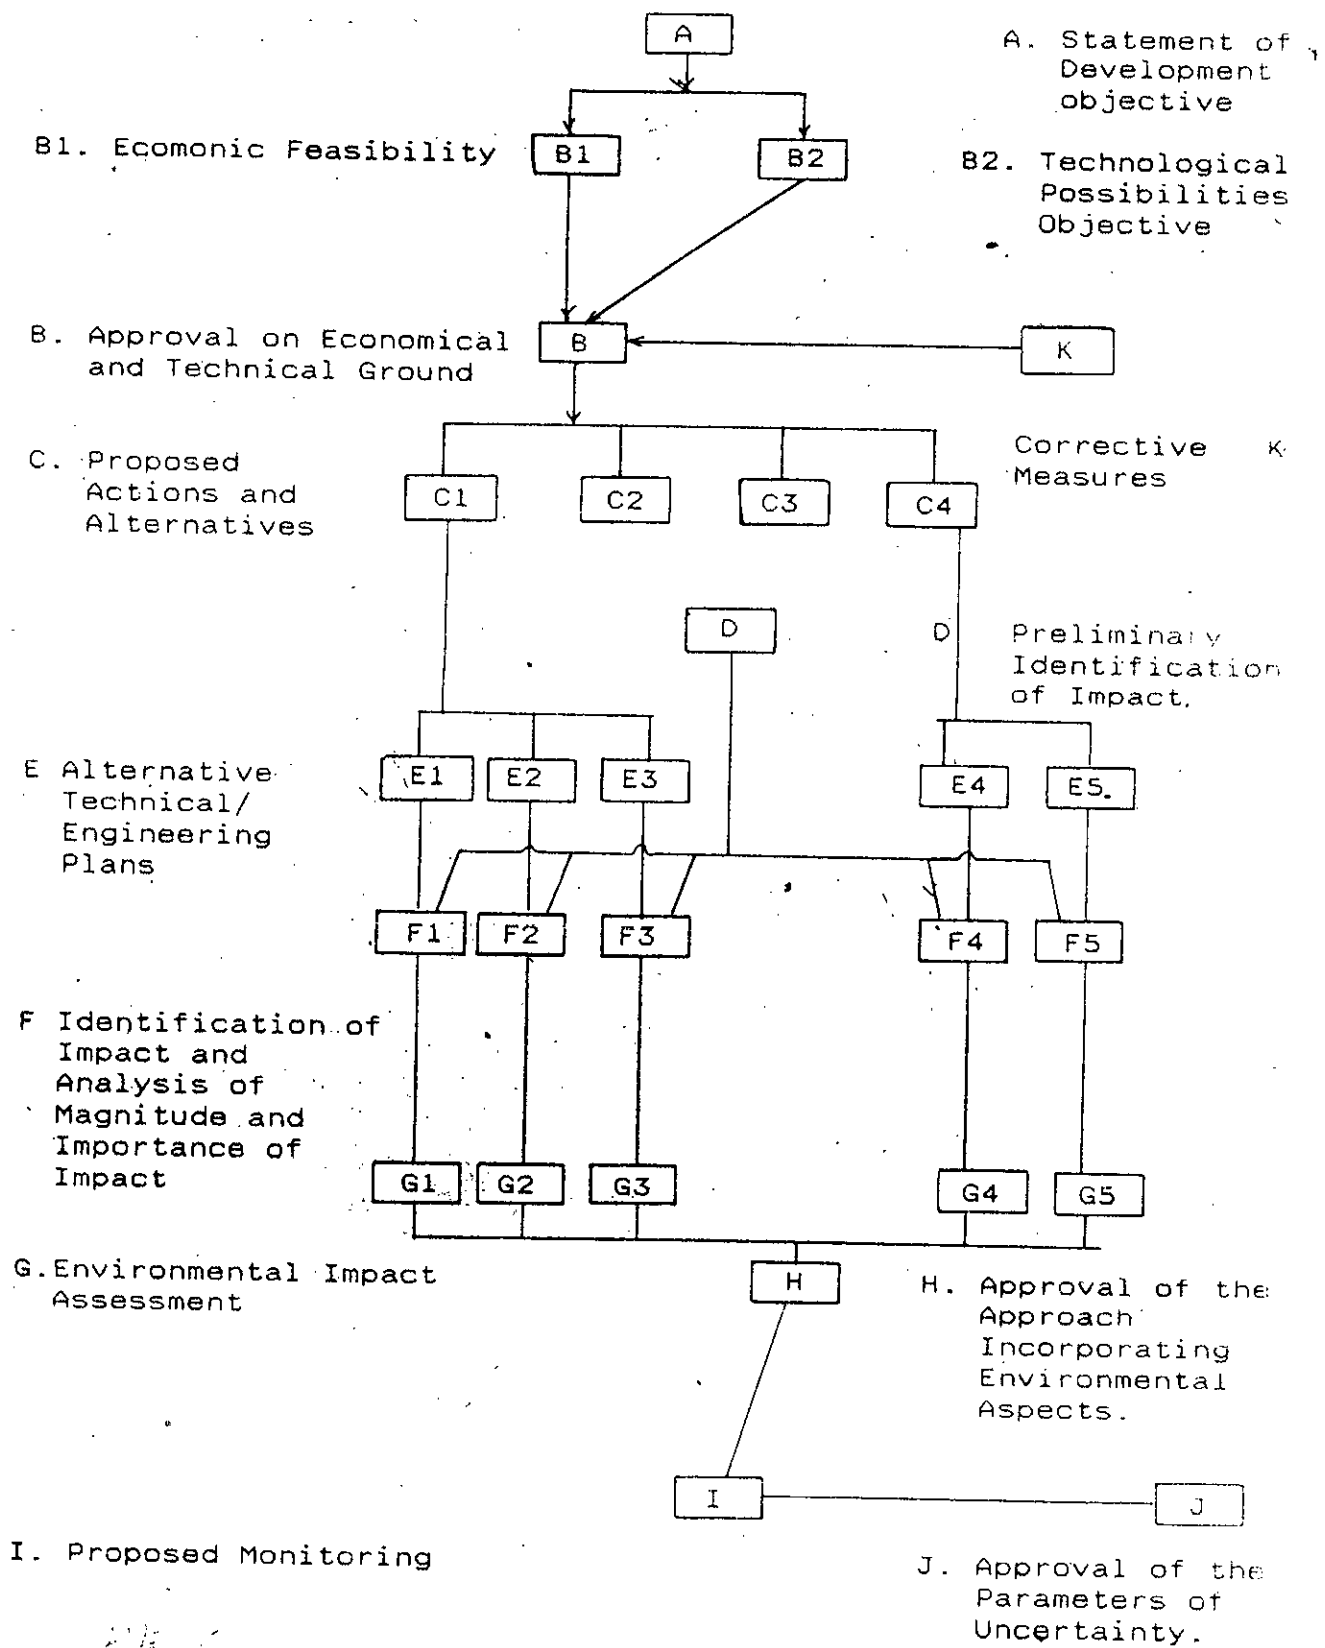 A
A. Statement of
Development
objective
B1. Ecomonic Feasibility
B1
B2
B2. Technological
Possibilities
Objective
B. Approval on Economical
and Technical Ground
B
K
C. Proposed
Actions and
Alternatives
C1
C2
C3
C4
Corrective K
Measures
D
D Preliminary
Identification
of Impact.
E Alternative
Technical/
Engineering
Plans
E1
E2
E3
E4
E5.
F1
F2
F3
F4
F5
F Identification of
Impact and
Analysis of
Magnitude and
Importance of
Impact
G1
G2
G3
G4
G5
G. Environmental Impact
Assessment
H
H. Approval of the
Approach
Incorporating
Environmental
Aspects.
I
J
I. Proposed Monitoring
J. Approval of the
Parameters of
Uncertainty.